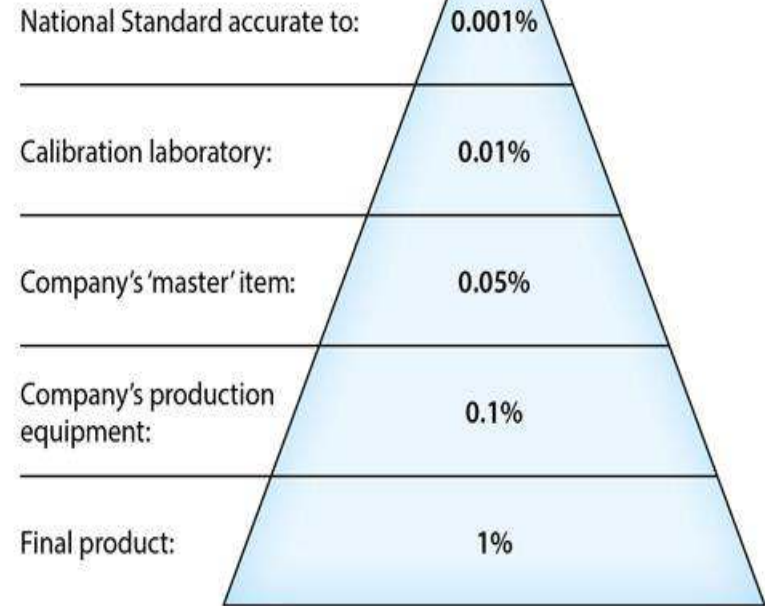 National Standard accurate to: 0.001%
Calibration laboratory: 0.01%
Company’s ‘master’ item: 0.05%
Company’s production
equipment: 0.1%
Final product: 1%